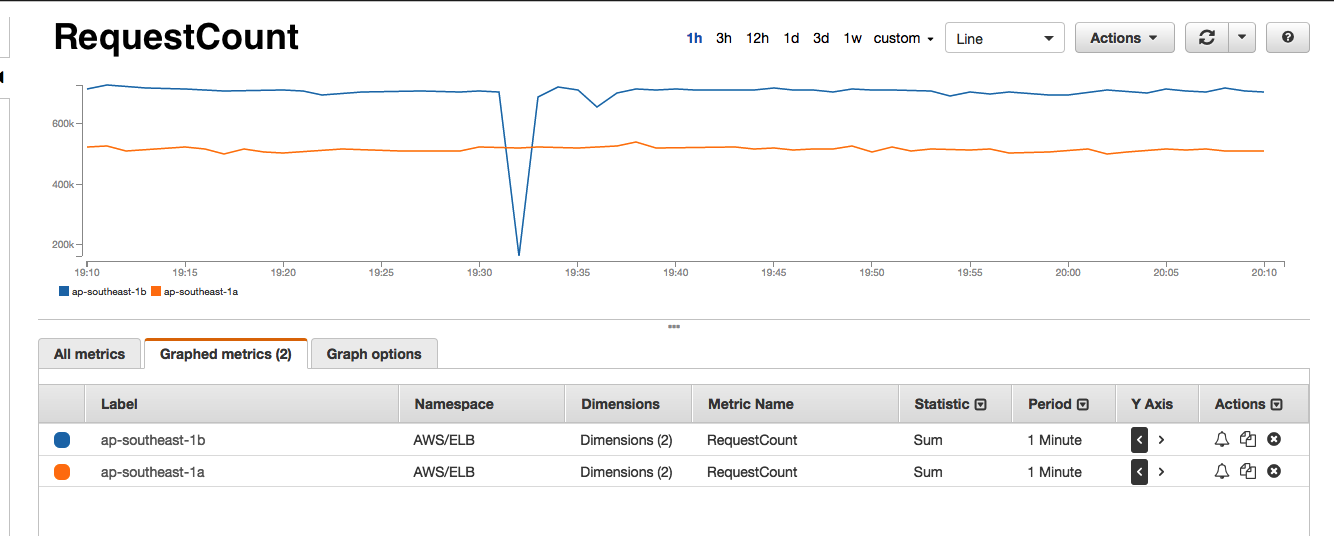 RequestCount
1h 3h 12h 1d 3d 1w custom Line Actions
600k
400k
200k
19:10 19:15 19:20 19:25 19:30 19:35 19:40 19:45 19:50 19:55 20:00 20:05 20:10
ap-southeast-1b ap-southeast-1a
All metrics Graphed metrics (2) Graph options
Label Namespace Dimensions Metric Name Statistic Period Y Axis Actions
ap-southeast-1b AWS/ELB Dimensions (2) RequestCount Sum 1 Minute
ap-southeast-1a AWS/ELB Dimensions (2) RequestCount Sum 1 Minute